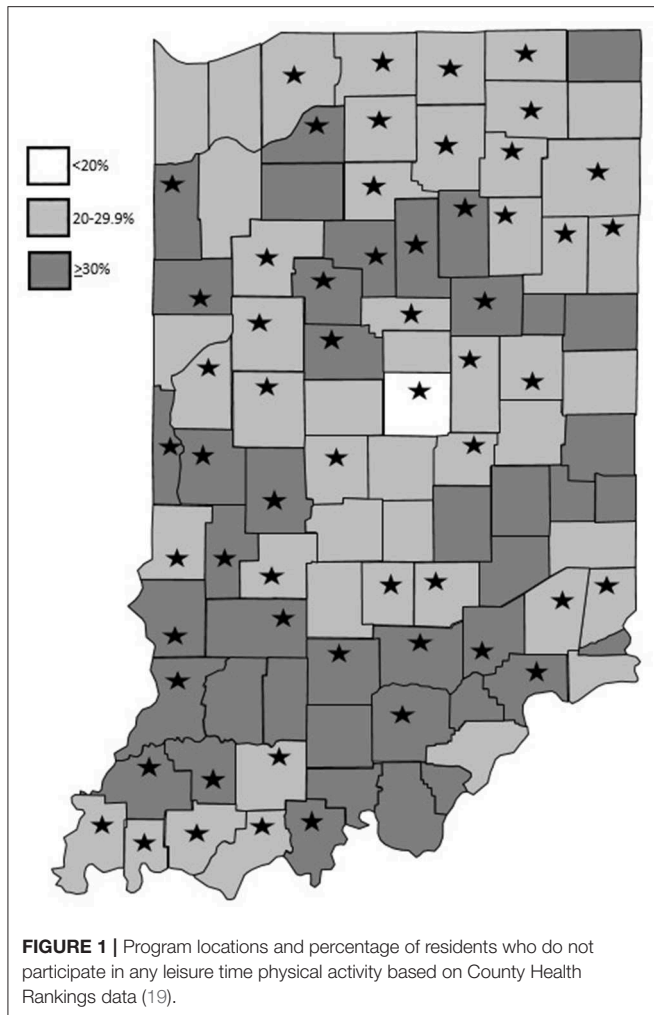 <20%
20-29.9%
≥30%
FIGURE 1 | Program locations and percentage of residents who do not
participate in any leisure time physical activity based on County Health
Rankings data (19).